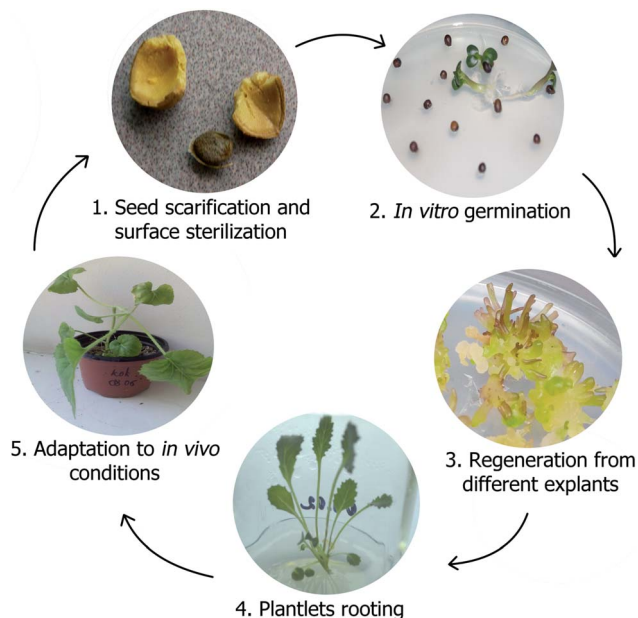 1. Seed scarification and
surface sterilization
2. In vitro germination
3. Regeneration from
different explants
4. Plantlets rooting
5. Adaptation to in vivo
conditions